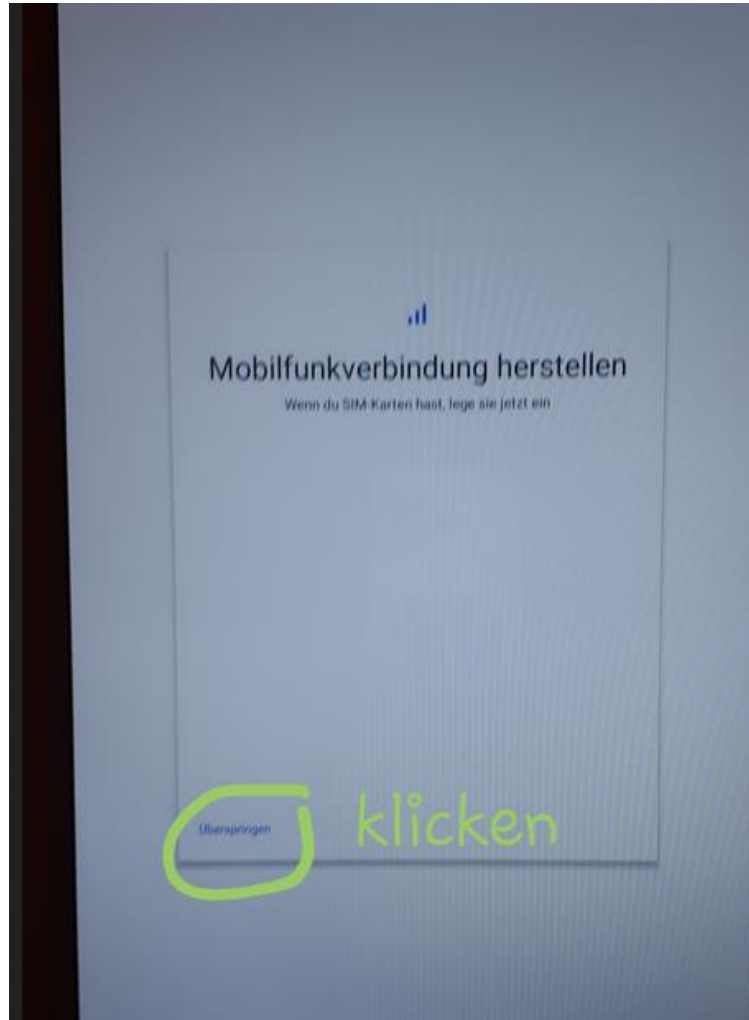 Mobilfunkverbindung herstellen
Wenn du SIM-Karten hast, lege sie jetzt ein
Überspringen
klicken